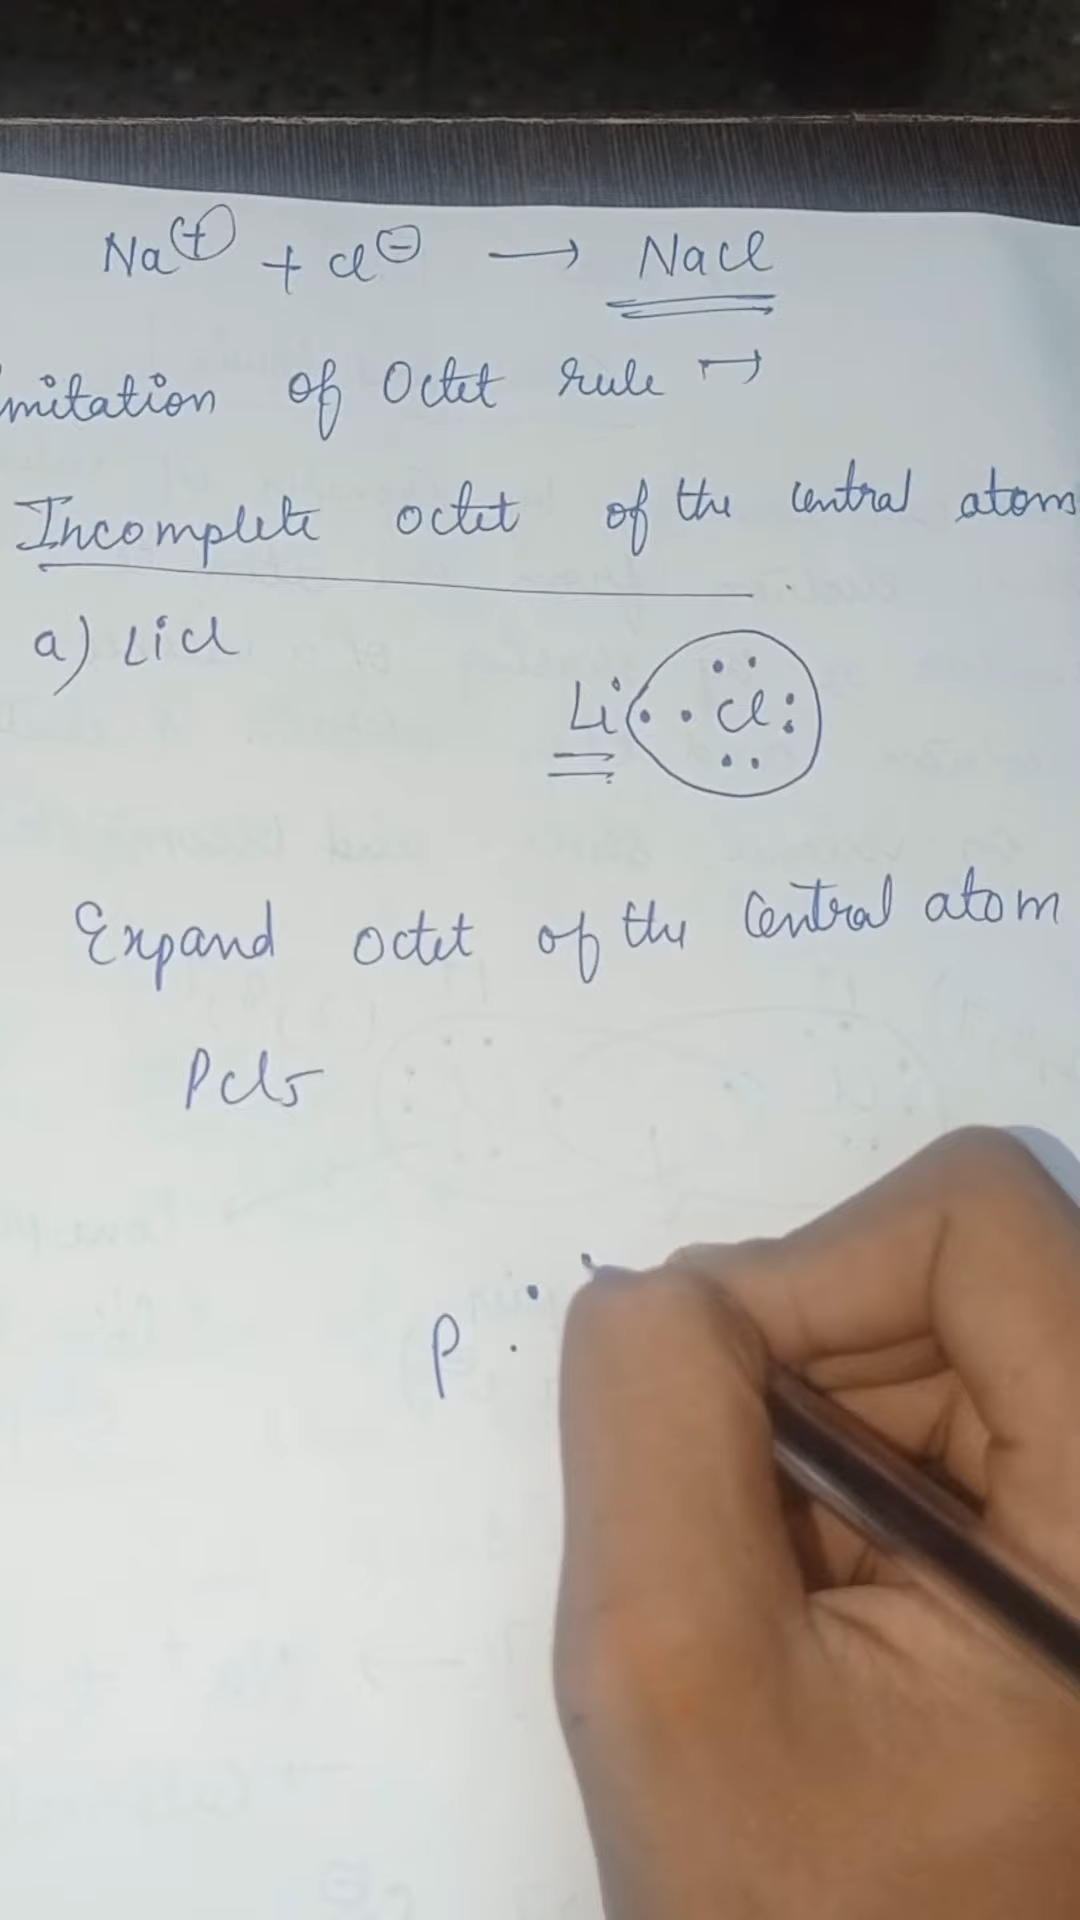 Na⊕ + Cl⊖ → NaCl
mitation of Octet rule →
Incomplete octet of the central atom
a) LiCl
Li : Cl
Expand octet of the Central atom
PCl5
P